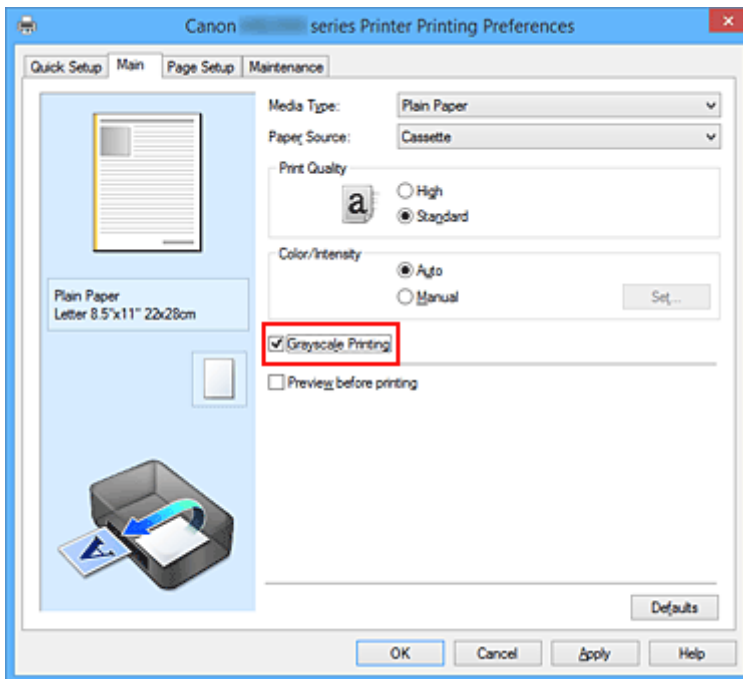 Canon series Printer Printing Preferences
Quick Setup Main Page Setup Maintenance
Media Type: Plain Paper
Paper Source: Cassette
Print Quality
a
High
Standard
Color/Intensity
Auto
Manual
Set...
Plain Paper
Letter 8.5"x11" 22x28cm
Grayscale Printing
Preview before printing
A
Defaults
OK Cancel Apply Help